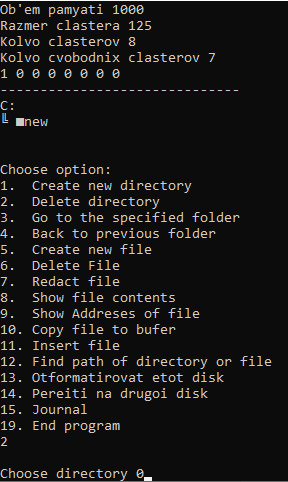 Ob'em pamyati 1000
Razmer clastera 125
Kolvo clasterov 8
Kolvo cvobodnix clasterov 7
1 0 0 0 0 0 0 0
-----------------------------
C:
╚ ■new
Choose option:
1.  Create new directory
2.  Delete directory
3.  Go to the specified folder
4.  Back to previous folder
5.  Create new file
6.  Delete File
7.  Redact file
8.  Show file contents
9.  Show Addreses of file
10. Copy file to bufer
11. Insert file
12. Find path of directory or file
13. Otformatirovat etot disk
14. Pereiti na drugoi disk
15. Journal
19. End program
2
Choose directory 0